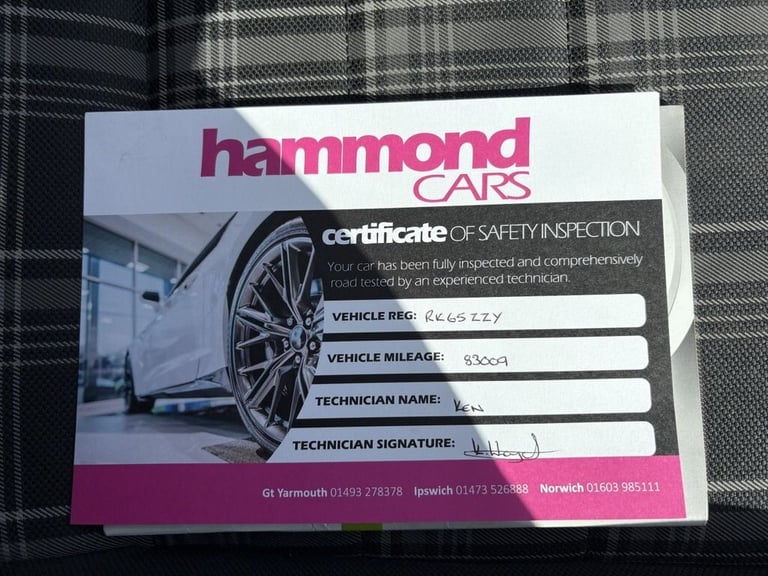 hammond
CARS
certificate OF SAFETY INSPECTION
Your car has been fully inspected and comprehensively
road tested by an experienced technician.
VEHICLE REG: RK65ZZY
VEHICLE MILEAGE: 83009
TECHNICIAN NAME: KEN
TECHNICIAN SIGNATURE:
Gt Yarmouth 01493 278378 Ipswich 01473 526888 Norwich 01603 985111